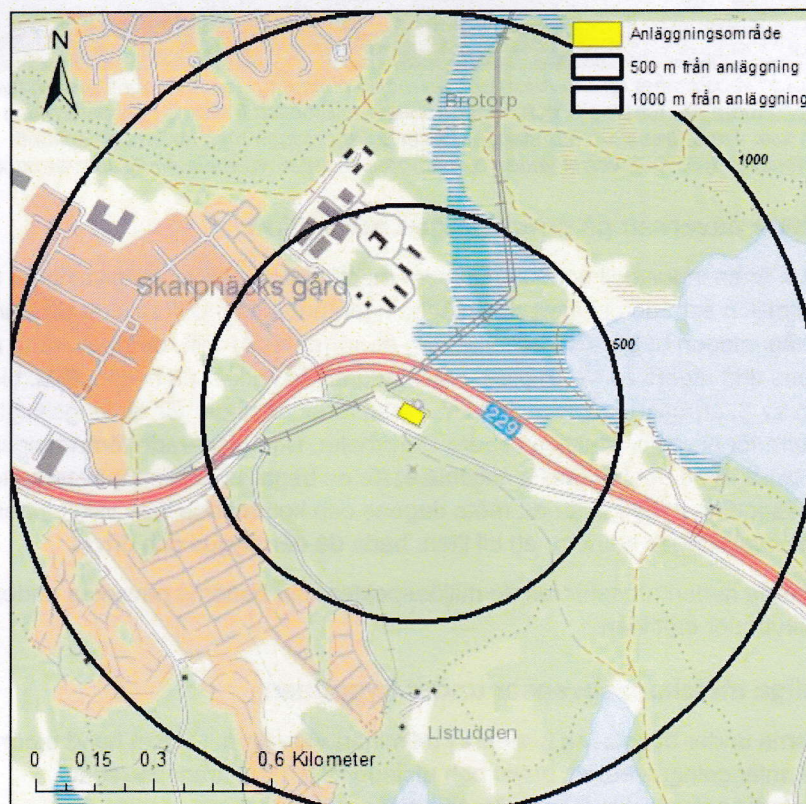 Anläggningsområde
N
500 m från anläggning
Brotorp
1000 m från anläggning
1000
Skarpnäcks gård
500
229
Listudden
0 0,15 0,3 0,6 Kilometer